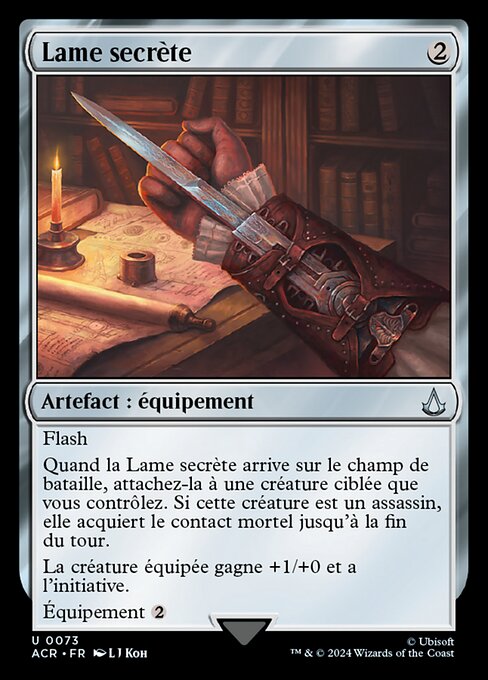 Lame secrète 2
Artefact : équipement
Flash
Quand la Lame secrète arrive sur le champ de
bataille, attachez-la à une créature ciblée que
vous contrôlez. Si cette créature est un assassin,
elle acquiert le contact mortel jusqu'à la fin
du tour.
La créature équipée gagne +1/+0 et a
l'initiative.
Équipement 2
U 0073
ACR • FR LJ Koh
© Ubisoft
™ & © 2024 Wizards of the Coast